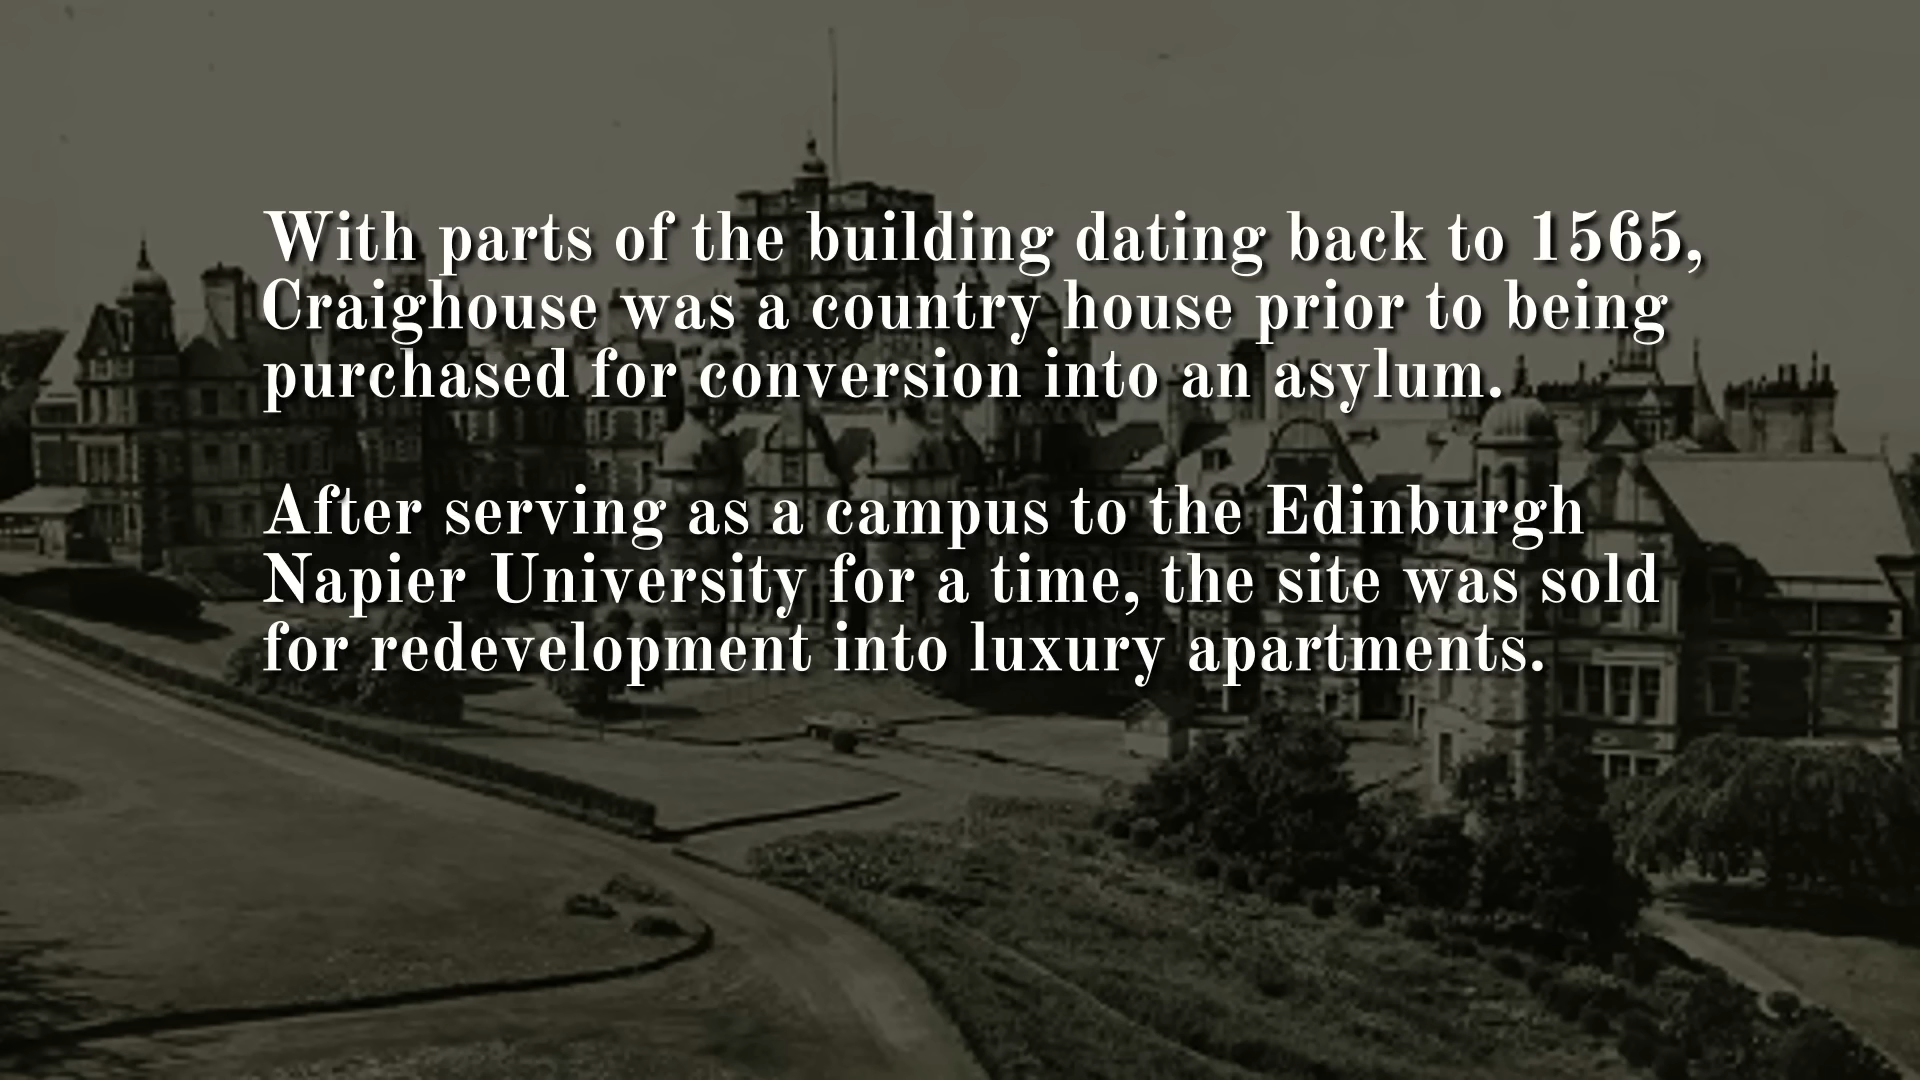 With parts of the building dating back to 1565,
Craighouse was a country house prior to being
purchased for conversion into an asylum.
After serving as a campus to the Edinburgh
Napier University for a time, the site was sold
for redevelopment into luxury apartments.